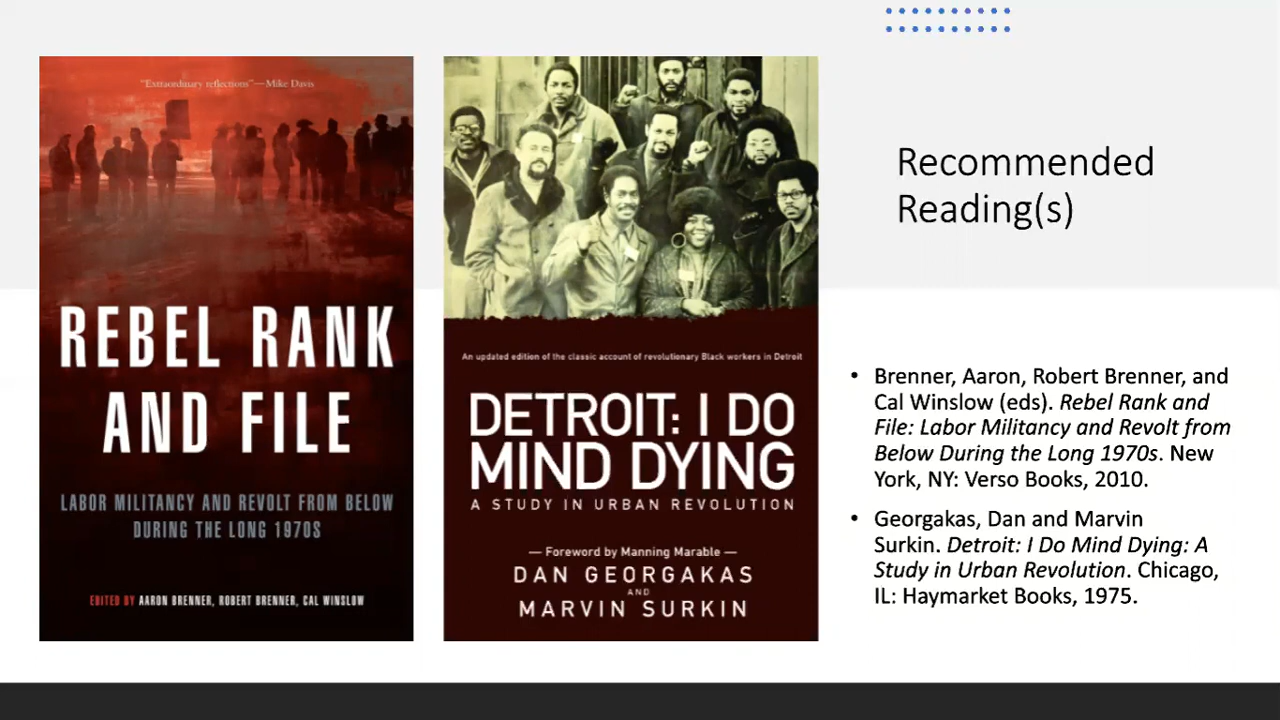 "Extraordinary reflections"—Mike Davis
REBEL RANK
AND FILE
LABOR MILITANCY AND REVOLT FROM BELOW
DURING THE LONG 1970S
EDITED BY AARON BRENNER, ROBERT BRENNER, CAL WINSLOW
An updated edition of the classic account of revolutionary Black workers in Detroit
DETROIT: I DO
MIND DYING
A STUDY IN URBAN REVOLUTION
— Foreword by Manning Marable —
DAN GEORGAKAS
AND
MARVIN SURKIN
Recommended
Reading(s)
• Brenner, Aaron, Robert Brenner, and
Cal Winslow (eds). Rebel Rank and
File: Labor Militancy and Revolt from
Below During the Long 1970s. New
York, NY: Verso Books, 2010.
• Georgakas, Dan and Marvin
Surkin. Detroit: I Do Mind Dying: A
Study in Urban Revolution. Chicago,
IL: Haymarket Books, 1975.